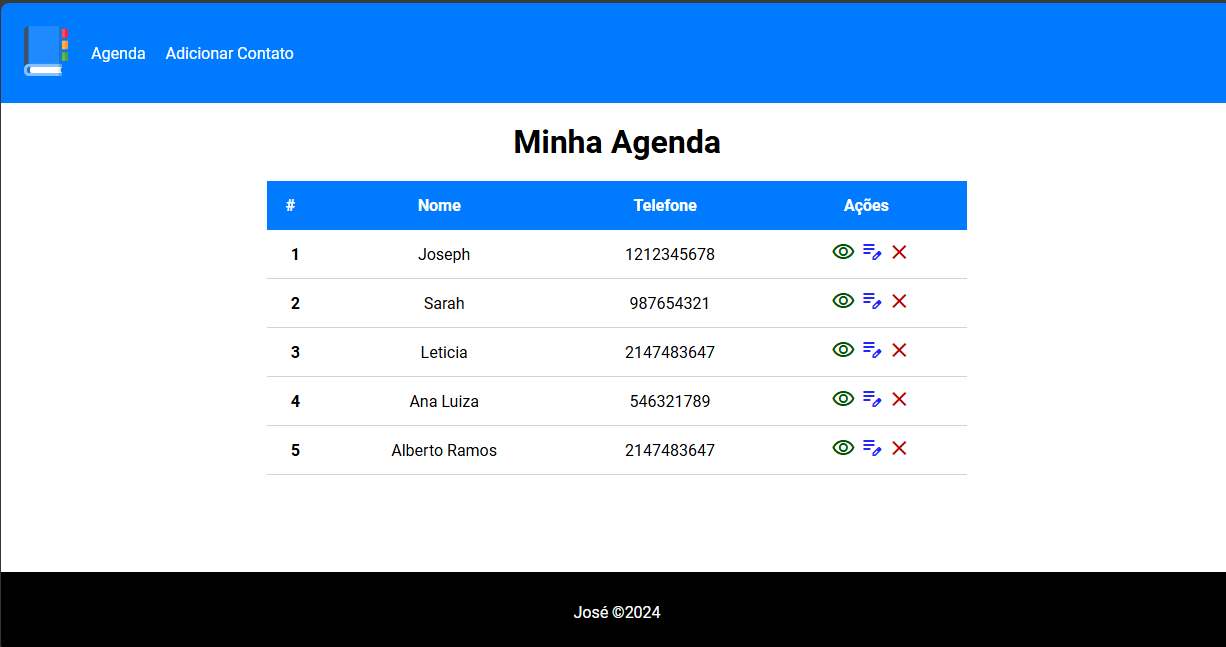 Agenda Adicionar Contato
Minha Agenda
# Nome Telefone Ações
1 Joseph 1212345678
2 Sarah 987654321
3 Leticia 2147483647
4 Ana Luiza 546321789
5 Alberto Ramos 2147483647
José ©2024